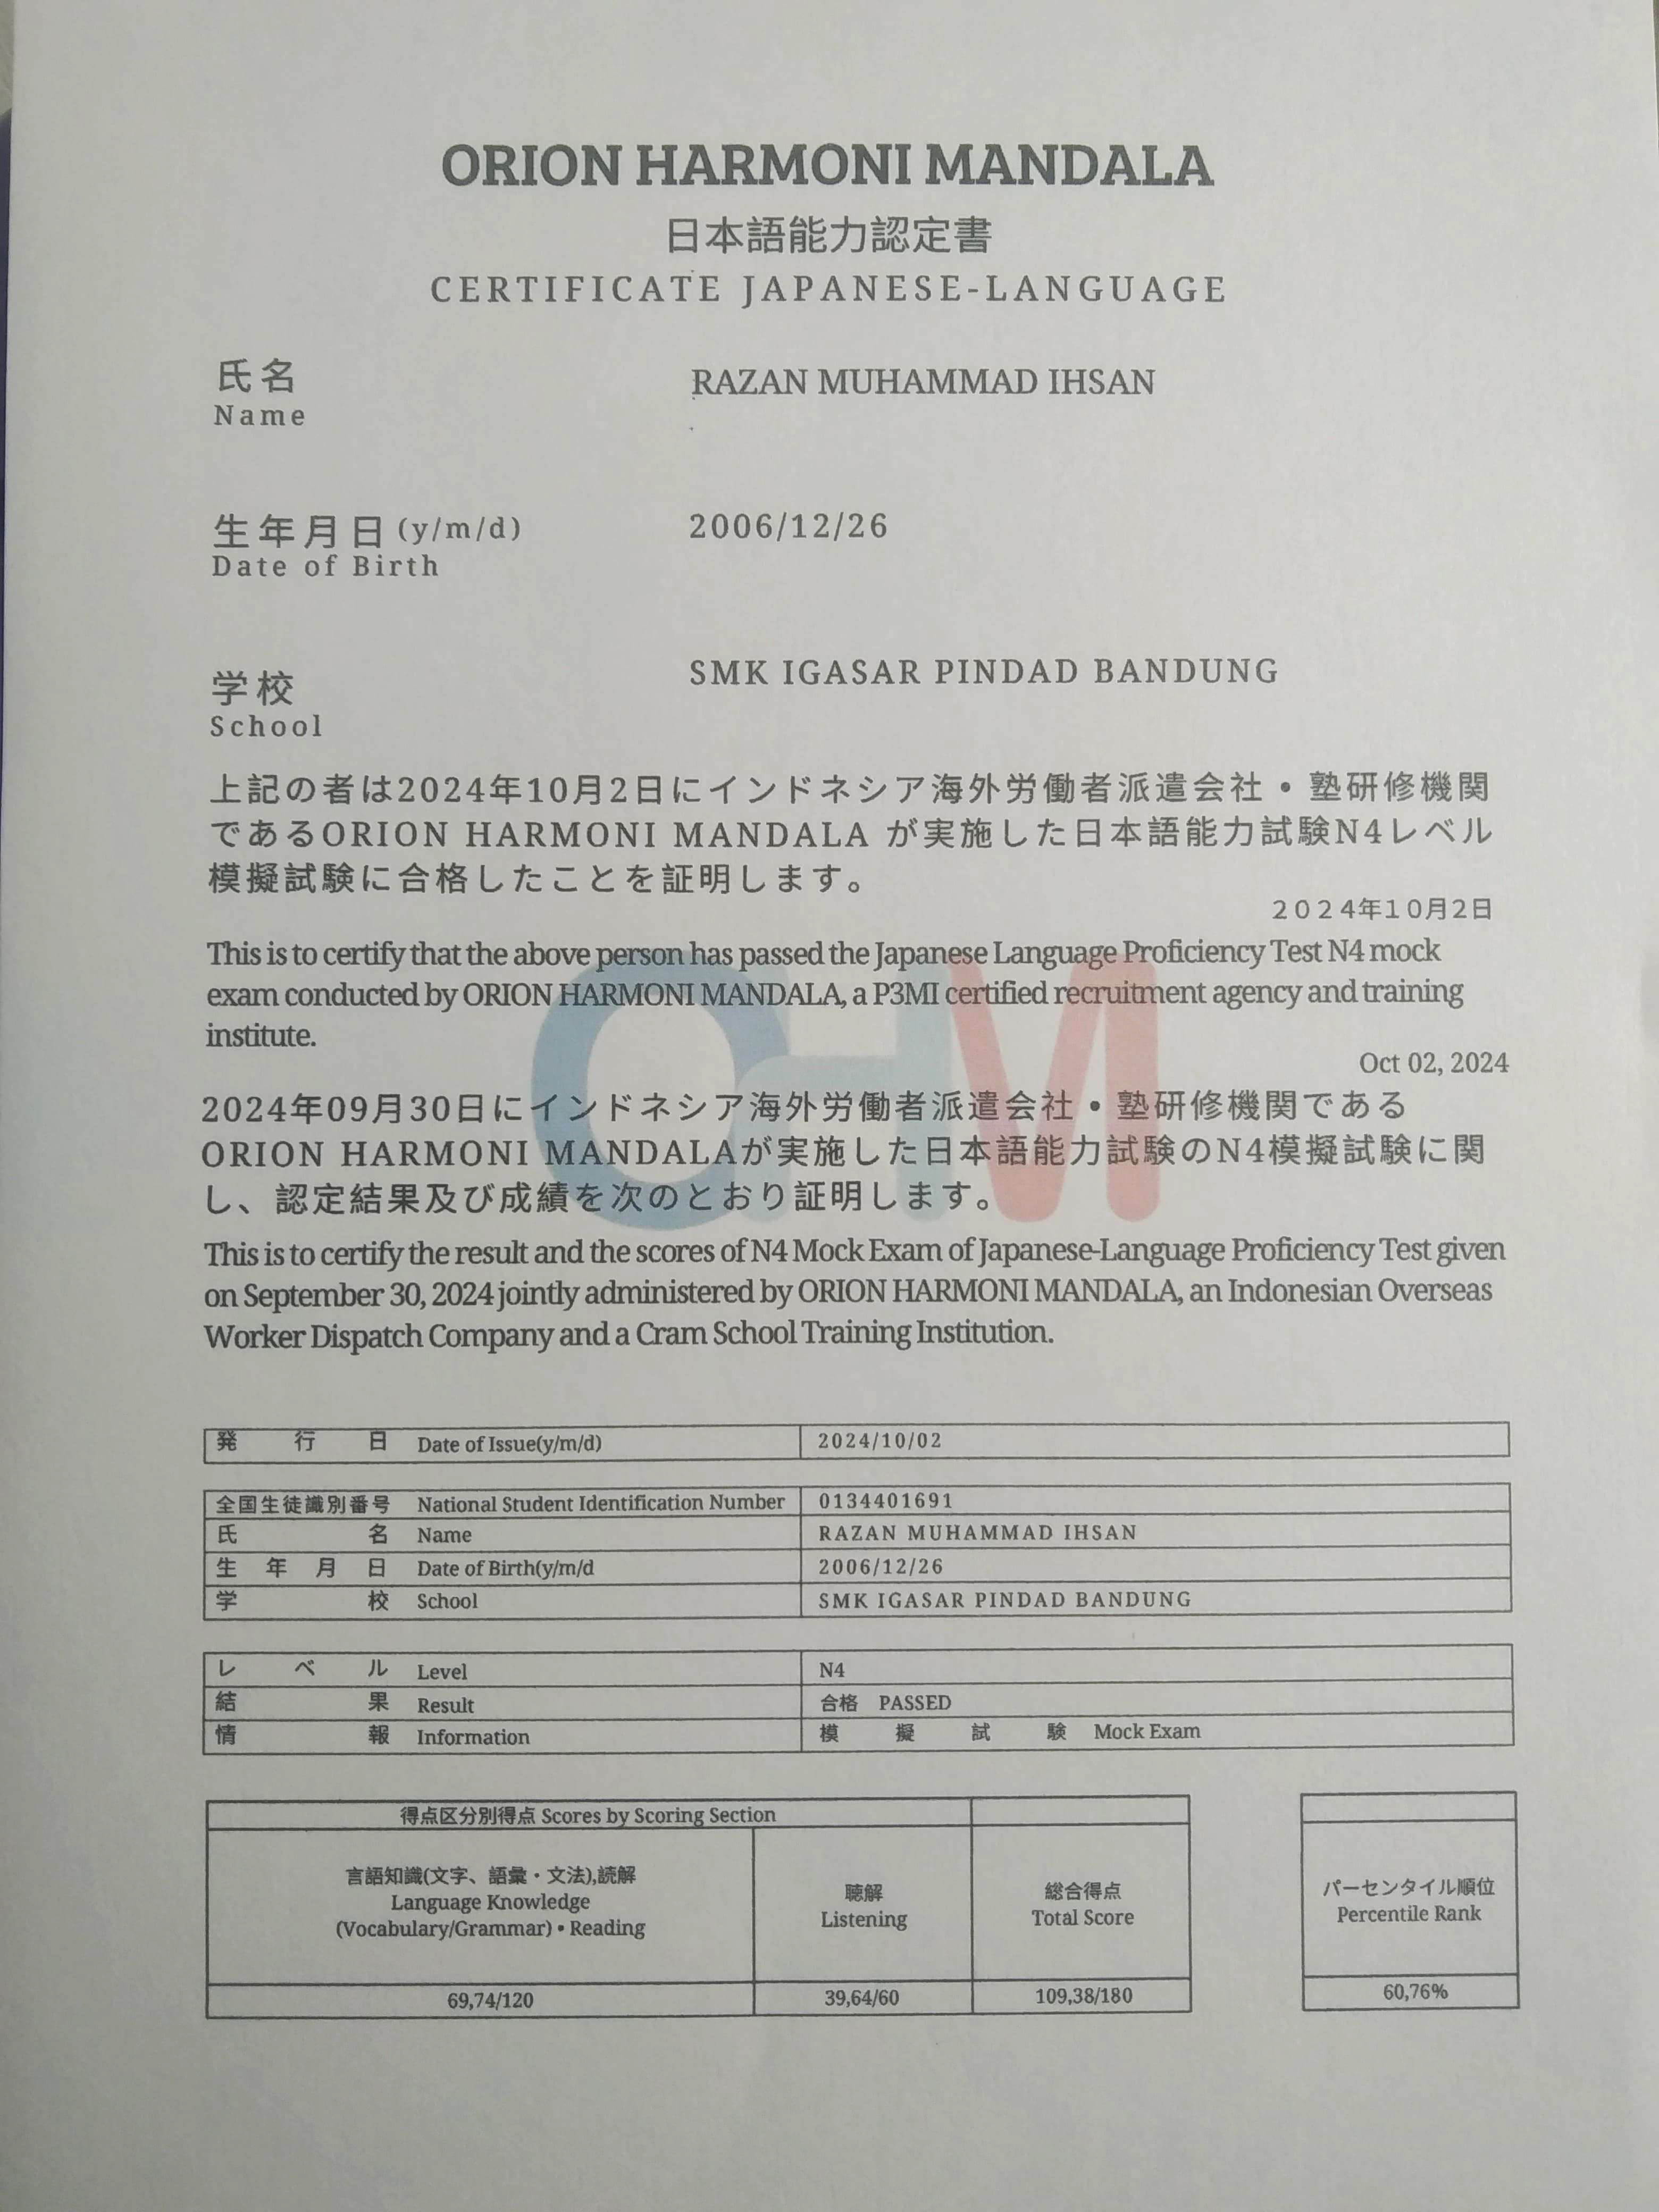 ORION HARMONI MANDALA
日本語能力認定書
CERTIFICATE JAPANESE-LANGUAGE
氏名
Name
RAZAN MUHAMMAD IHSAN
生年月日(y/m/d)
Date of Birth
2006/12/26
学校
School
SMK IGASAR PINDAD BANDUNG
上記の者は2024年10月2日にインドネシア海外労働者派遣会社・塾研修機関
であるORION HARMONI MANDALA が実施した日本語能力試験N4レベル
模擬試験に合格したことを証明します。
2024年10月2日
This is to certify that the above person has passed the Japanese Language Proficiency Test N4 mock
exam conducted by ORION HARMONI MANDALA, a P3MI certified recruitment agency and training
institute.
Oct 02, 2024
OHM
2024年09月30日にインドネシア海外労働者派遣会社・塾研修機関である
ORION HARMONI MANDALAが実施した日本語能力試験のN4模擬試験に関
し、認定結果及び成績を次のとおり証明します。
This is to certify the result and the scores of N4 Mock Exam of Japanese-Language Proficiency Test given
on September 30, 2024 jointly administered by ORION HARMONI MANDALA, an Indonesian Overseas
Worker Dispatch Company and a Cram School Training Institution.
発行日 Date of Issue(y/m/d) 2024/10/02
全国生徒識別番号 National Student Identification Number 0134401691
氏名 Name RAZAN MUHAMMAD IHSAN
生年月日 Date of Birth(y/m/d 2006/12/26
学校 School SMK IGASAR PINDAD BANDUNG
レベル Level N4
結果 Result 合格 PASSED
情報 Information 模擬試験 Mock Exam
得点区分別得点 Scores by Scoring Section
言語知識(文字、語彙・文法),読解
Language Knowledge
(Vocabulary/Grammar) • Reading
聴解
Listening
総合得点
Total Score
パーセンタイル順位
Percentile Rank
69,74/120 39,64/60 109,38/180 60,76%